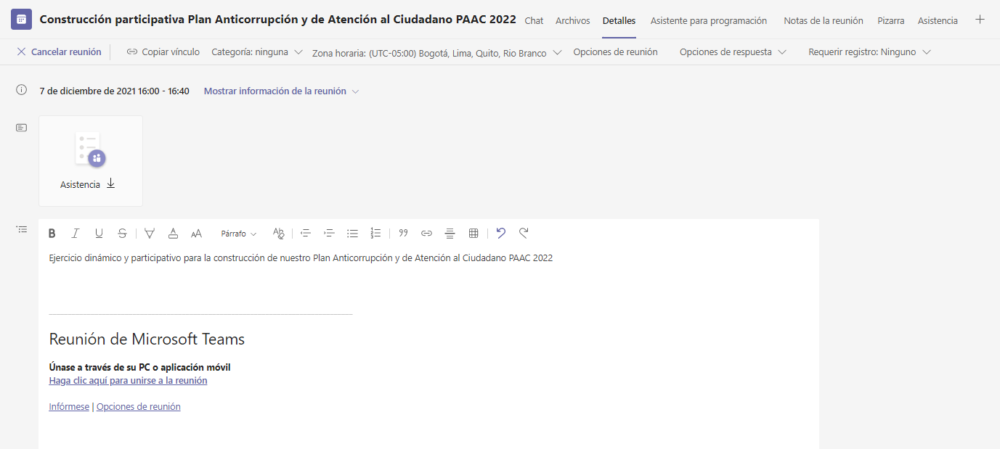 Construcción participativa Plan Anticorrupción y de Atención al Ciudadano PAAC 2022 Chat Archivos Detalles Asistente para programación Notas de la reunión Pizarra Asistencia
Cancelar reunión Copiar vínculo Categoría: ninguna Zona horaria: (UTC-05:00) Bogotá, Lima, Quito, Rio Branco Opciones de reunión Opciones de respuesta Requerir registro: Ninguno
7 de diciembre de 2021 16:00 - 16:40 Mostrar información de la reunión
Asistencia
Párrafo
Ejercicio dinámico y participativo para la construcción de nuestro Plan Anticorrupción y de Atención al Ciudadano PAAC 2022
Reunión de Microsoft Teams
Únase a través de su PC o aplicación móvil
Haga clic aquí para unirse a la reunión
Infórmese | Opciones de reunión